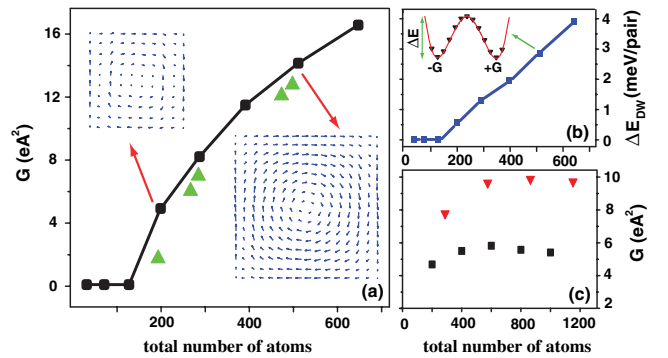 16
12
8
4
0
G (eA²)
200
400
600
(a)
total number of atoms
ΔE
-G
+G
(b)
0
200
400
600
4
3
2
1
0
ΔE_DW (meV/pair)
(c)
10
8
6
4
2
G (eA²)
0
400
800
1200
total number of atoms